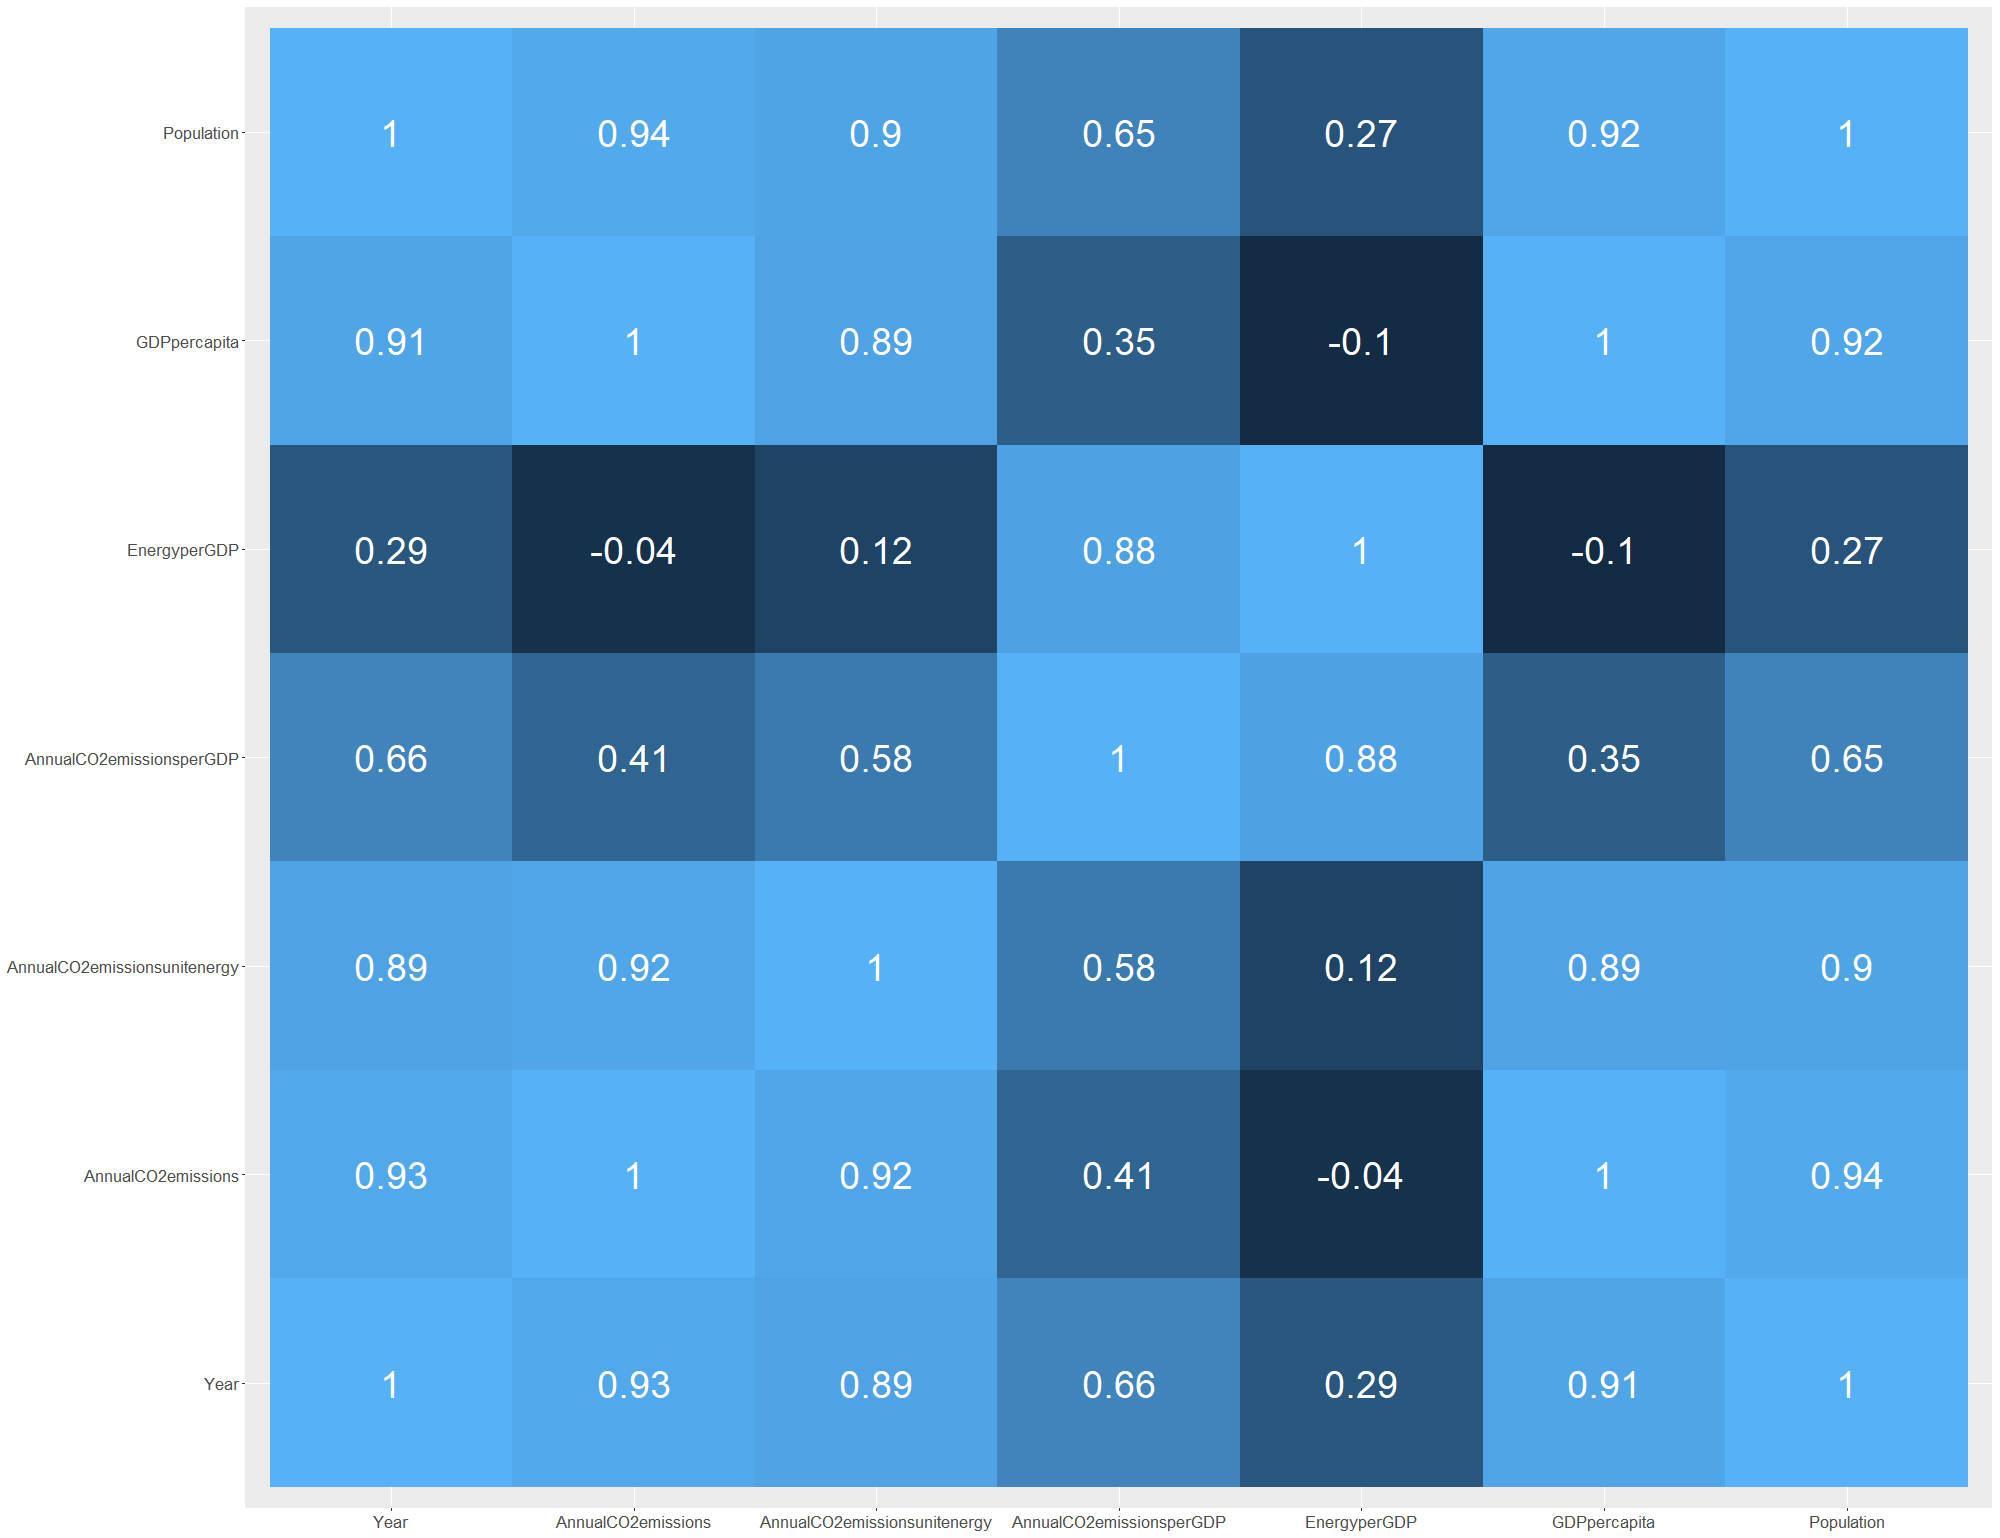 Population 1 0.94 0.9 0.65 0.27 0.92 1
GDPpercapita 0.91 1 0.89 0.35 -0.1 1 0.92
EnergyperGDP 0.29 -0.04 0.12 0.88 1 -0.1 0.27
AnnualCO2emissionsperGDP 0.66 0.41 0.58 1 0.88 0.35 0.65
AnnualCO2emissionsunitenergy 0.89 0.92 1 0.58 0.12 0.89 0.9
AnnualCO2emissions 0.93 1 0.92 0.41 -0.04 1 0.94
Year 1 0.93 0.89 0.66 0.29 0.91 1
Year AnnualCO2emissions AnnualCO2emissionsunitenergy AnnualCO2emissionsperGDP EnergyperGDP GDPpercapita Population